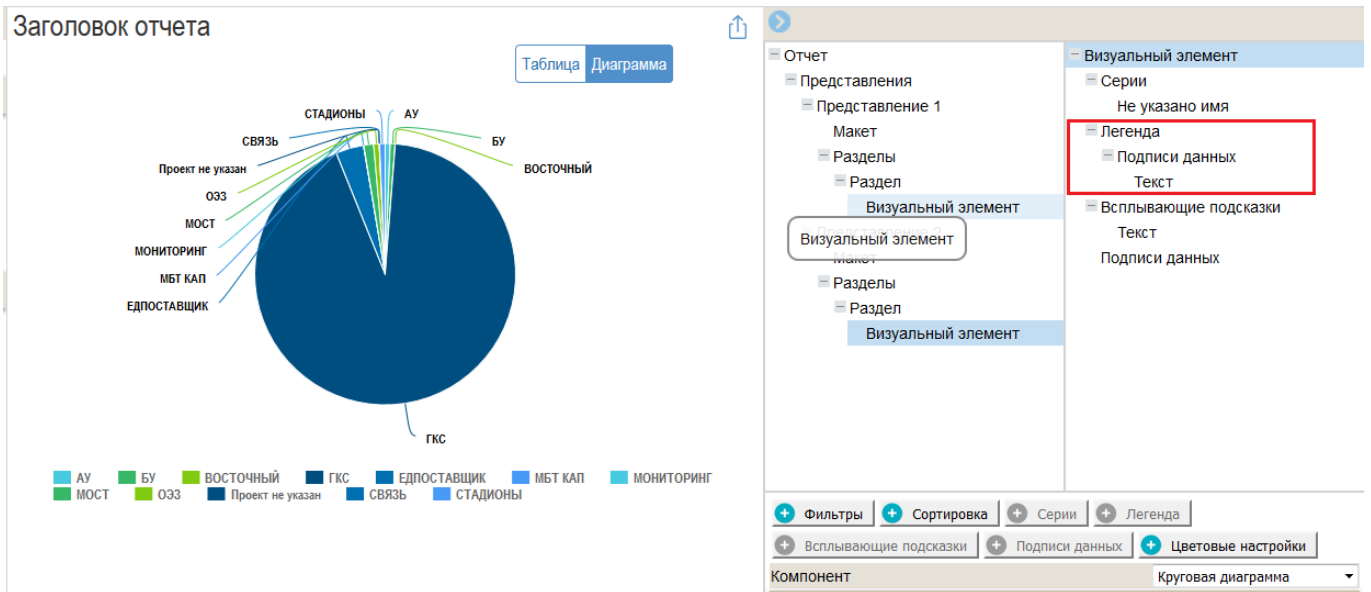 Заголовок отчета
Таблица Диаграмма
СТАДИОНЫ
АУ
СВЯЗЬ
БУ
Проект не указан
ВОСТОЧНЫЙ
ОЭЗ
МОСТ
МОНИТОРИНГ
МБТ КАП
ЕДПОСТАВЩИК
ГКС
АУ БУ ВОСТОЧНЫЙ ГКС ЕДПОСТАВЩИК МБТ КАП МОНИТОРИНГ
МОСТ ОЭЗ Проект не указан СВЯЗЬ СТАДИОНЫ
Отчет
Представления
Представление 1
Макет
Разделы
Раздел
Визуальный элемент
Представление 2
Визуальный элемент
Макет
Разделы
Раздел
Визуальный элемент
Визуальный элемент
Серии
Не указано имя
Легенда
Подписи данных
Текст
Всплывающие подсказки
Текст
Подписи данных
Фильтры Сортировка Серии Легенда
Всплывающие подсказки Подписи данных Цветовые настройки
Компонент Круговая диаграмма